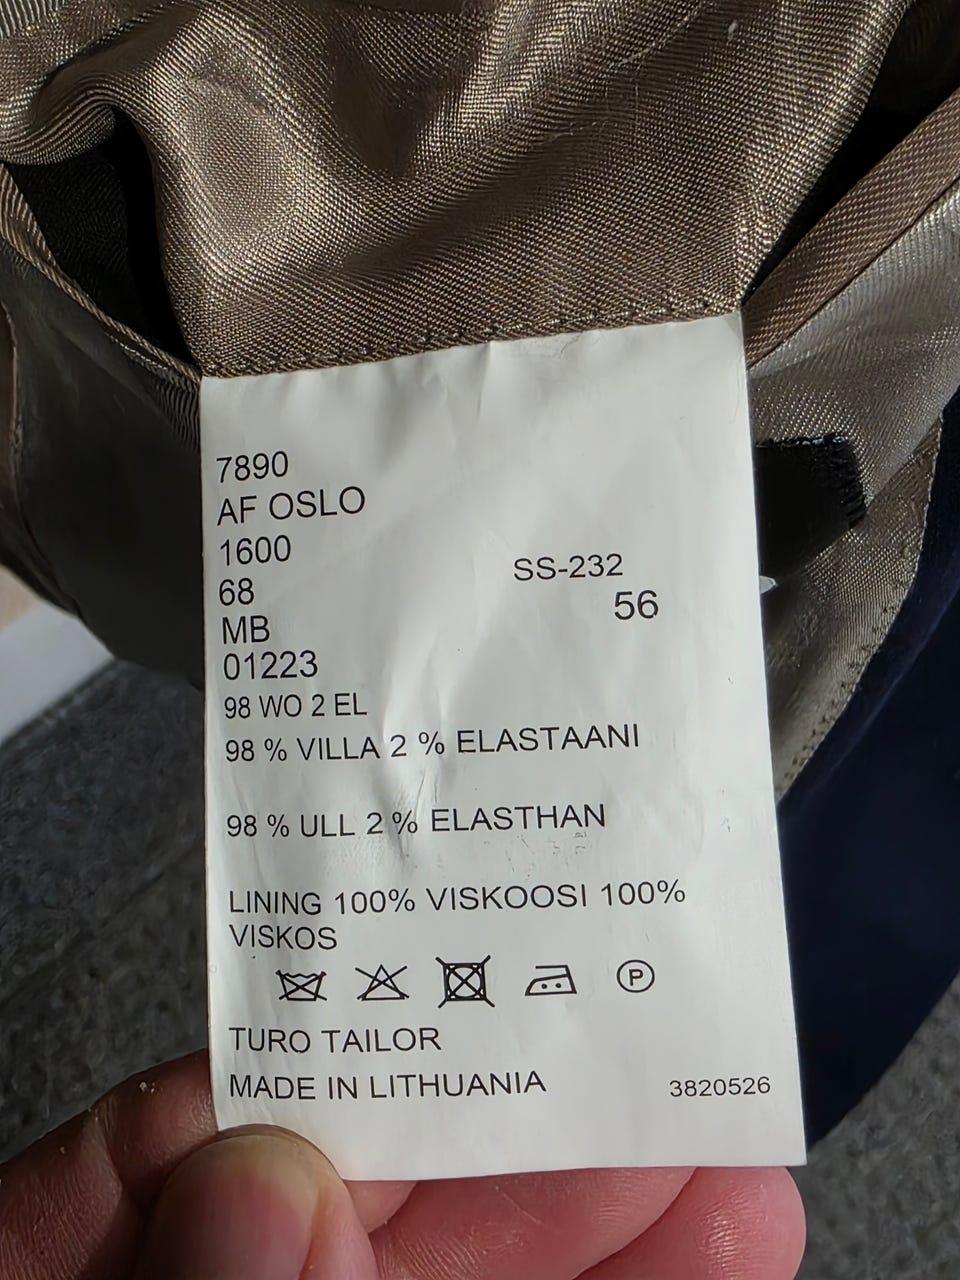 7890
AF OSLO
1600
SS-232
68
56
MB
01223
98 WO 2 EL
98 % VILLA 2 % ELASTAANI
98 % ULL 2 % ELASTHAN
LINING 100% VISKOOSI 100%
VISKOS
P
TURO TAILOR
MADE IN LITHUANIA
3820526